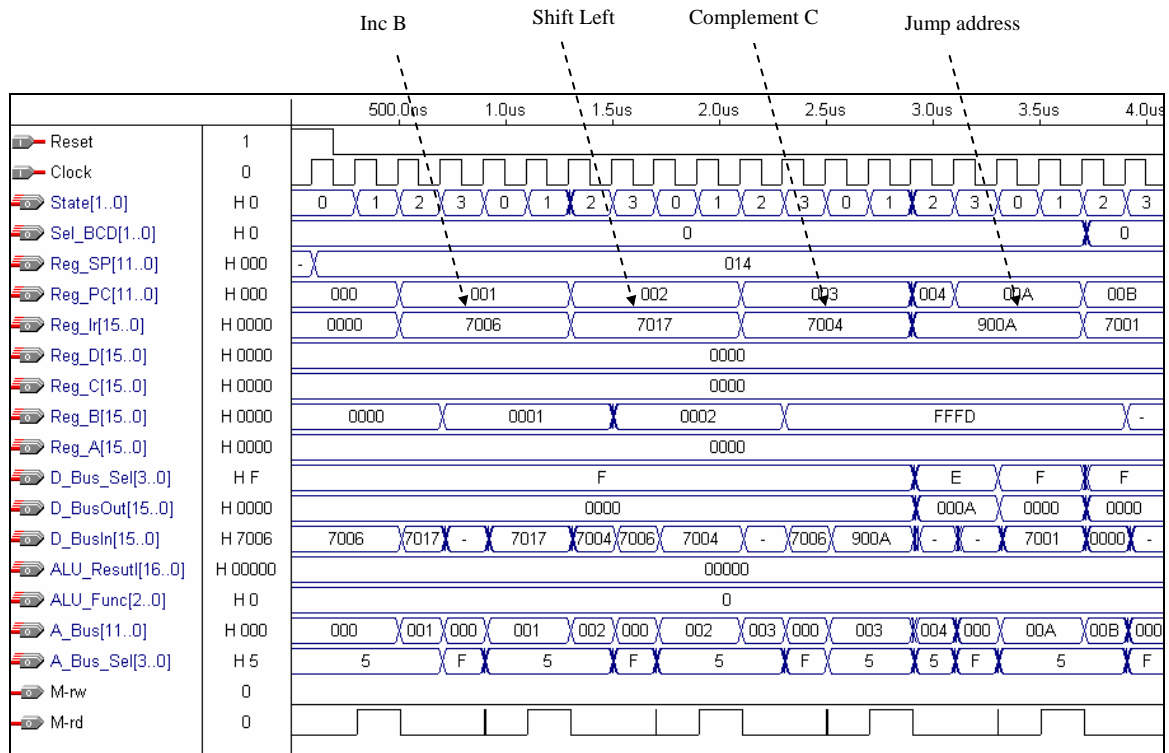 Inc B Shift Left Complement C Jump address
500.0ns 1.0us 1.5us 2.0us 2.5us 3.0us 3.5us 4.0us
Reset 1
Clock 0
State[1..0] H 0 0 1 2 3 0 1 2 3 0 1 2 3 0 1 2 3 0 1 2 3
Sel_BCD[1..0] H 0 0 0
Reg_SP[11..0] H 000 - 014
Reg_PC[11..0] H 000 000 001 002 003 004 00A 00B
Reg_Ir[15..0] H 0000 0000 7006 7017 7004 900A 7001
Reg_D[15..0] H 0000 0000
Reg_C[15..0] H 0000 0000
Reg_B[15..0] H 0000 0000 0001 0002 FFFD -
Reg_A[15..0] H 0000 0000
D_Bus_Sel[3..0] H F F E F F
D_BusOut[15..0] H 0000 0000 000A 0000 0000
D_BusIn[15..0] H 7006 7006 7017 - 7017 7004 7006 7004 - 7006 900A - - 7001 0000 -
ALU_Resutl[16..0] H 00000 00000
ALU_Func[2..0] H 0 0
A_Bus[11..0] H 000 000 001 000 001 002 000 002 003 000 003 004 000 00A 00B 000
A_Bus_Sel[3..0] H 5 5 F 5 F 5 F 5 5 F 5 F
M-rw 0
M-rd 0